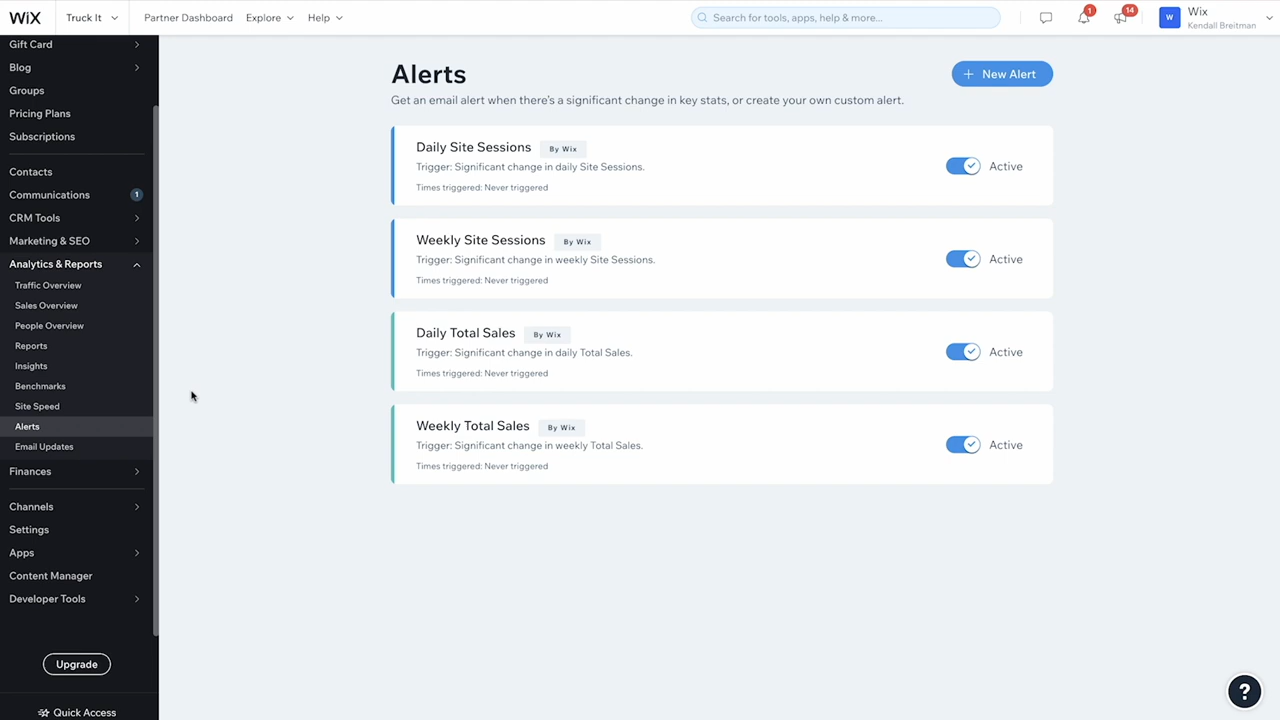 WiX
Truck It
Partner Dashboard
Explore
Help
Search for tools, apps, help & more...
1
14
W
Wix
Kendall Breitman
Gift Card
Blog
Groups
Pricing Plans
Subscriptions
Contacts
Communications 1
CRM Tools
Marketing & SEO
Analytics & Reports
Traffic Overview
Sales Overview
People Overview
Reports
Insights
Benchmarks
Site Speed
Alerts
Email Updates
Finances
Channels
Settings
Apps
Content Manager
Developer Tools
Upgrade
Quick Access
Alerts
+ New Alert
Get an email alert when there's a significant change in key stats, or create your own custom alert.
Daily Site Sessions By Wix
Trigger: Significant change in daily Site Sessions.
Times triggered: Never triggered
Active
Weekly Site Sessions By Wix
Trigger: Significant change in weekly Site Sessions.
Times triggered: Never triggered
Active
Daily Total Sales By Wix
Trigger: Significant change in daily Total Sales.
Times triggered: Never triggered
Active
Weekly Total Sales By Wix
Trigger: Significant change in weekly Total Sales.
Times triggered: Never triggered
Active
?